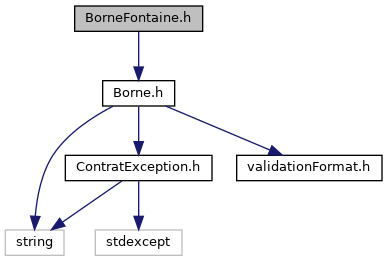 BorneFontaine.h
Borne.h
ContratException.h
validationFormat.h
string
stdexcept